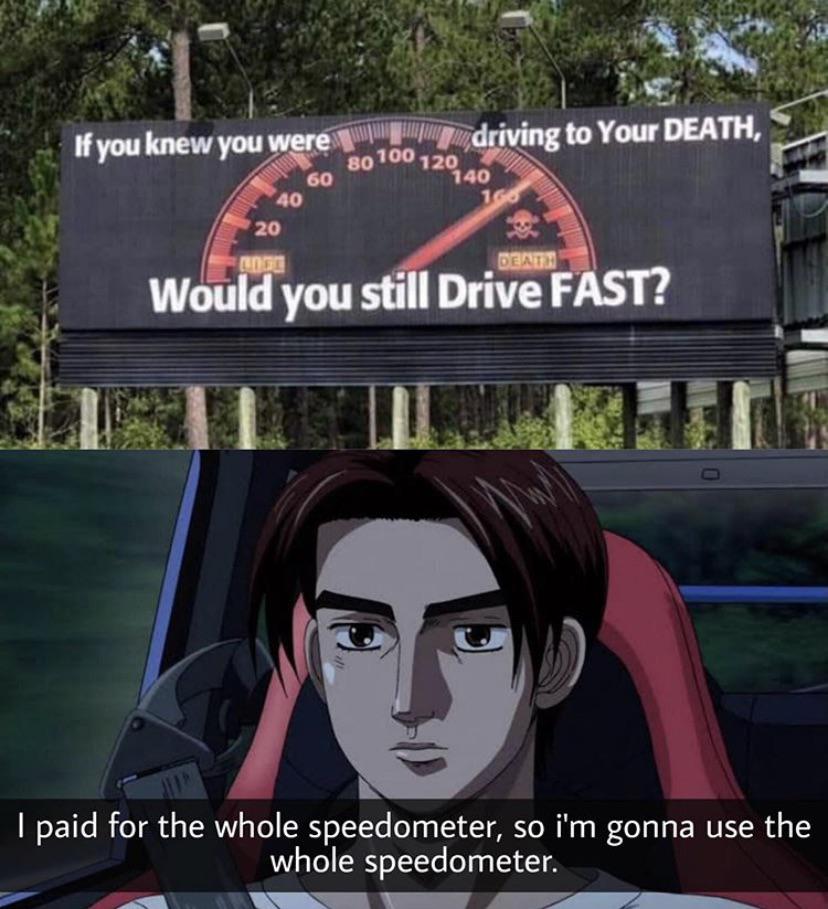 If you knew you were driving to Your DEATH,
20 40 60 80 100 120 140 160
LIFE DEATH
Would you still Drive FAST?
I paid for the whole speedometer, so i'm gonna use the
whole speedometer.